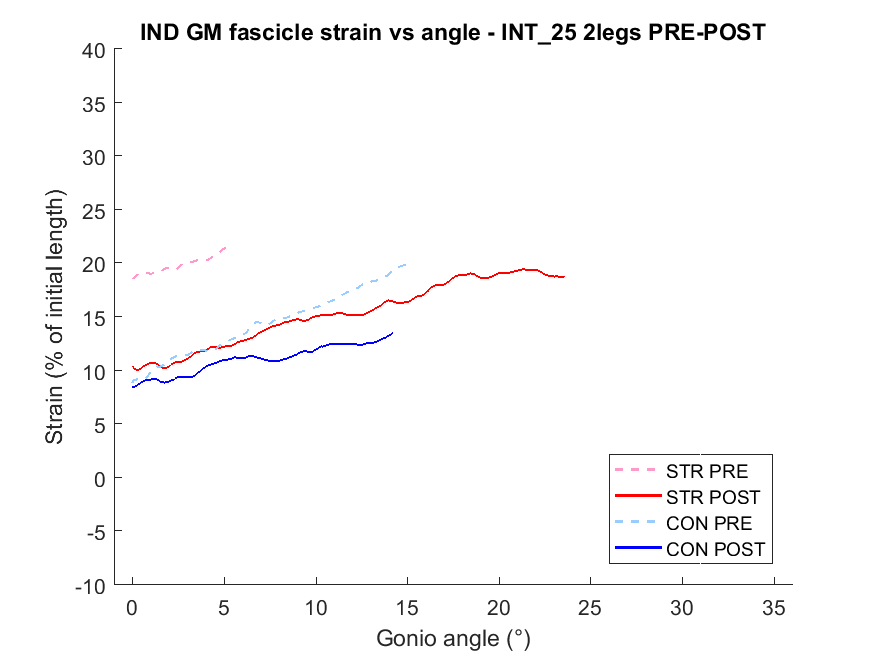 IND GM fascicle strain vs angle - INT_25 2legs PRE-POST
40
35
30
25
20
15
10
5
0
-5
-10
Strain (% of initial length)
0 5 10 15 20 25 30 35
Gonio angle (°)
STR PRE
STR POST
CON PRE
CON POST